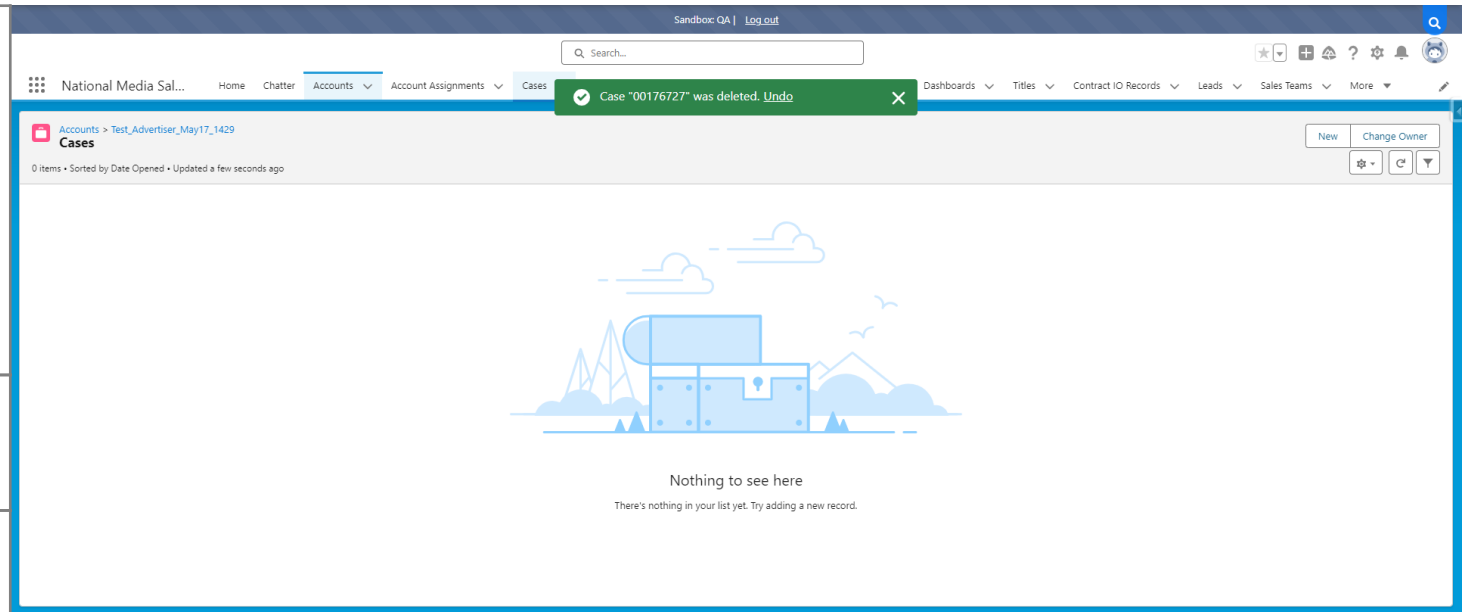 Sandbox: QA | Log out
Search...
National Media Sal... Home Chatter Accounts Account Assignments Cases Dashboards Titles Contract IO Records Leads Sales Teams More
Case "00176727" was deleted. Undo
Accounts > Test_Advertiser_May17_1429
Cases
New Change Owner
0 items • Sorted by Date Opened • Updated a few seconds ago
Nothing to see here
There's nothing in your list yet. Try adding a new record.